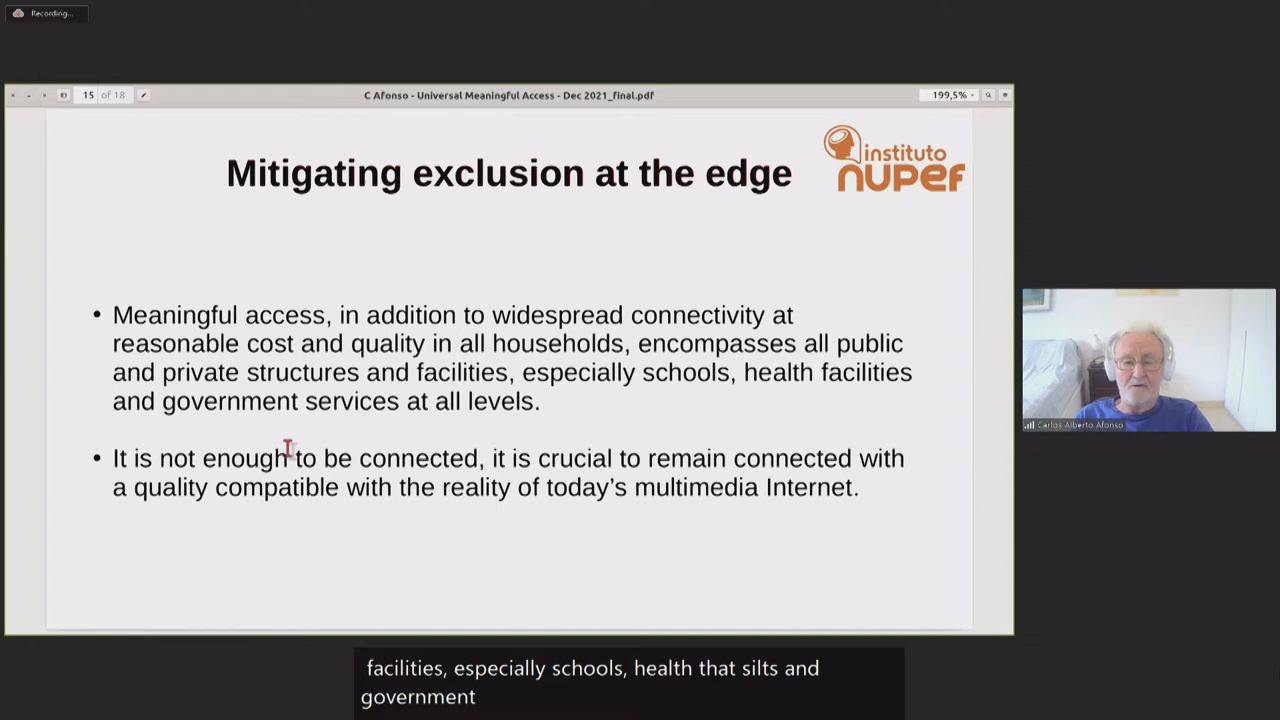 Recording...
15 of 18
C Afonso - Universal Meaningful Access - Dec 2021_final.pdf
199,5%
Mitigating exclusion at the edge
instituto
nupef
• Meaningful access, in addition to widespread connectivity at
reasonable cost and quality in all households, encompasses all public
and private structures and facilities, especially schools, health facilities
and government services at all levels.
• It is not enough to be connected, it is crucial to remain connected with
a quality compatible with the reality of today’s multimedia Internet.
Carlos Alberto Afonso
facilities, especially schools, health that silts and
government